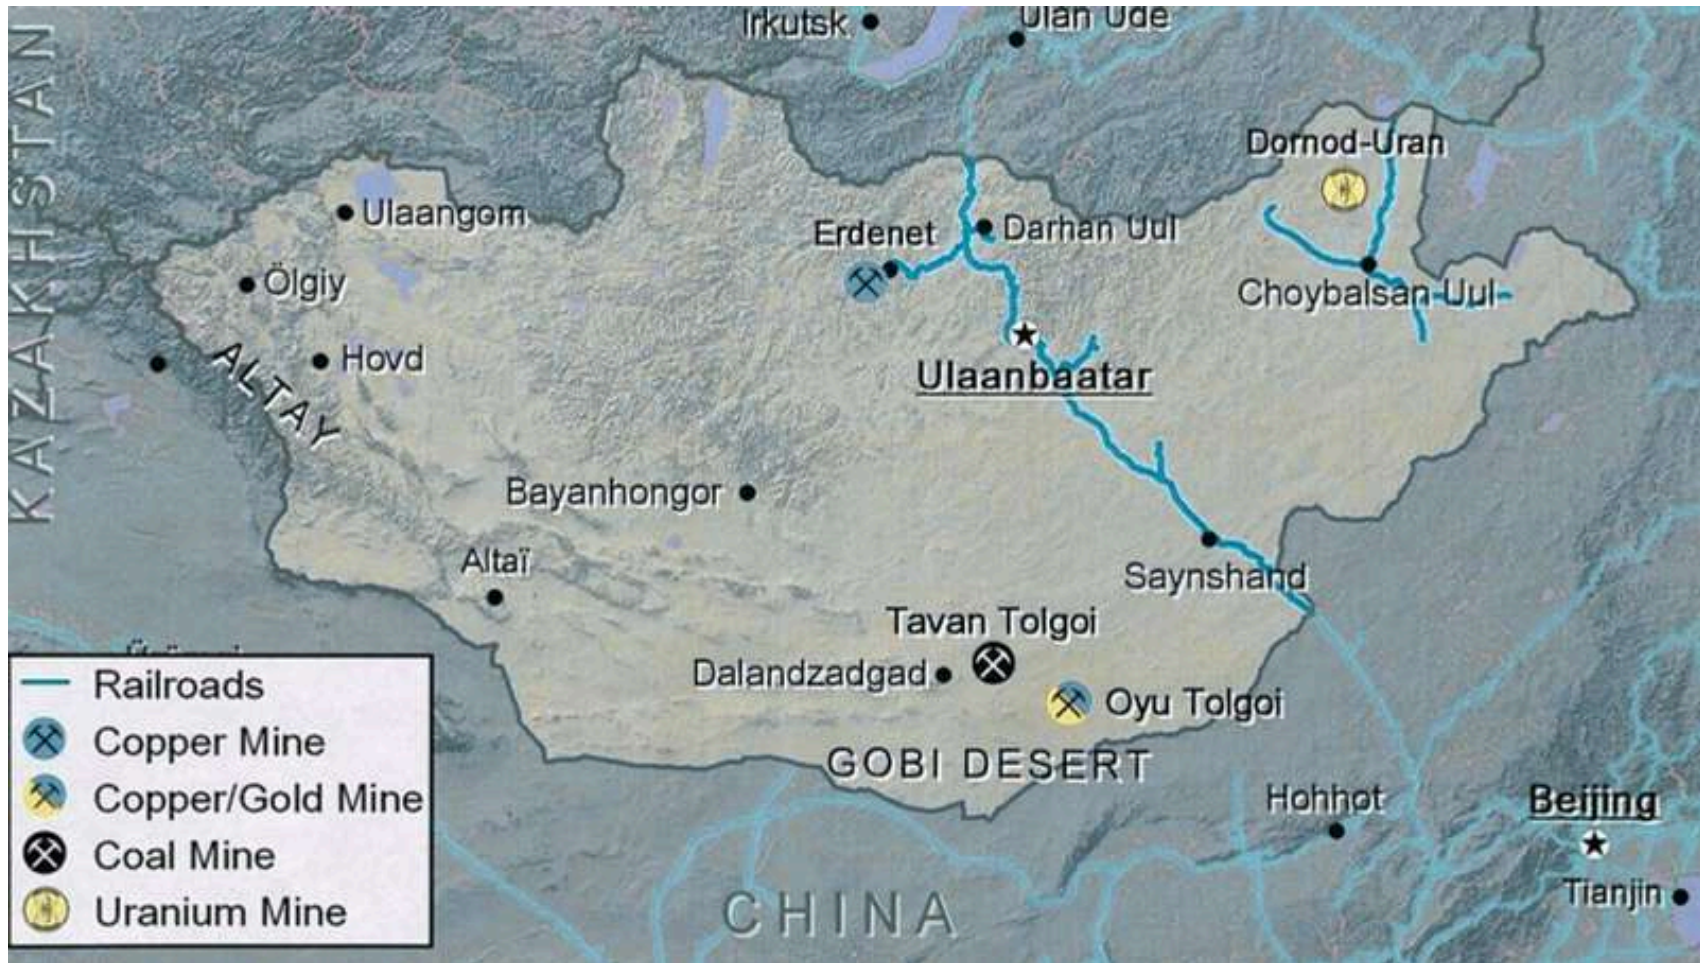 Irkutsk
Ulan Ude
KAZAKHSTAN
Dornod-Uran
Ulaangom
Erdenet
Darhan Uul
Ölgiy
Choybalsan Uul
Hovd
ALTAY
Ulaanbaatar
Bayanhongor
Altaï
Saynshand
Tavan Tolgoi
Dalandzadgad
Oyu Tolgoi
GOBI DESERT
Hohhot
Beijing
Tianjin
CHINA
Railroads
Copper Mine
Copper/Gold Mine
Coal Mine
Uranium Mine